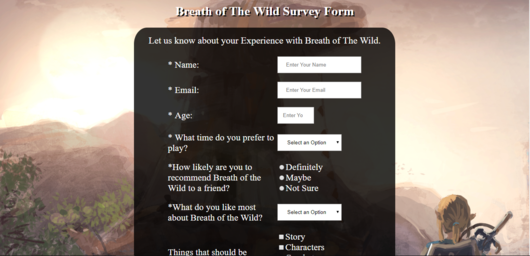 Breath of The Wild Survey Form
Let us know about your Experience with Breath of The Wild.
* Name:
Enter Your Name
* Email:
Enter Your Email
* Age:
Enter Yo
* What time do you prefer to
play?
Select an Option
*How likely are you to
recommend Breath of the
Wild to a friend?
Definitely
Maybe
Not Sure
*What do you like most
about Breath of the Wild?
Select an Option
Things that should be
Story
Characters